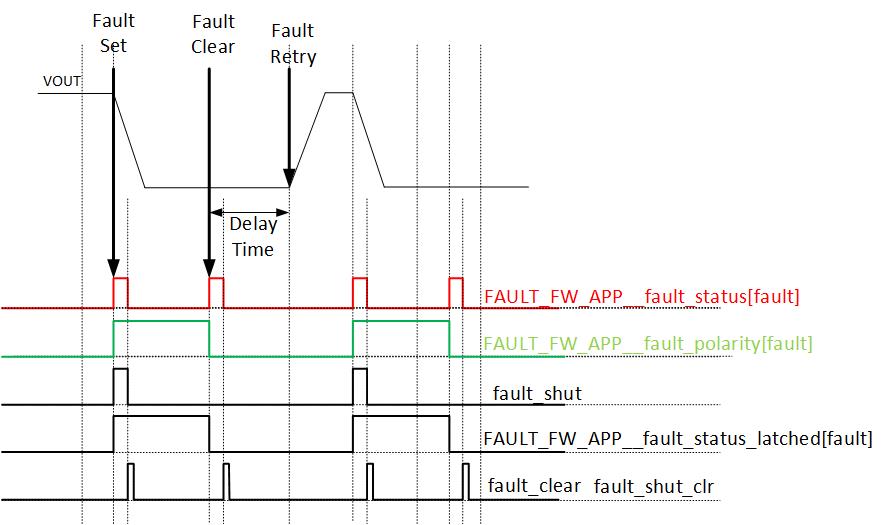 Fault Set
Fault Clear
Fault Retry
VOUT
Delay Time
FAULT_FW_APP__fault_status[fault]
FAULT_FW_APP__fault_polarity[fault]
fault_shut
FAULT_FW_APP__fault_status_latched[fault]
fault_clear fault_shut_clr